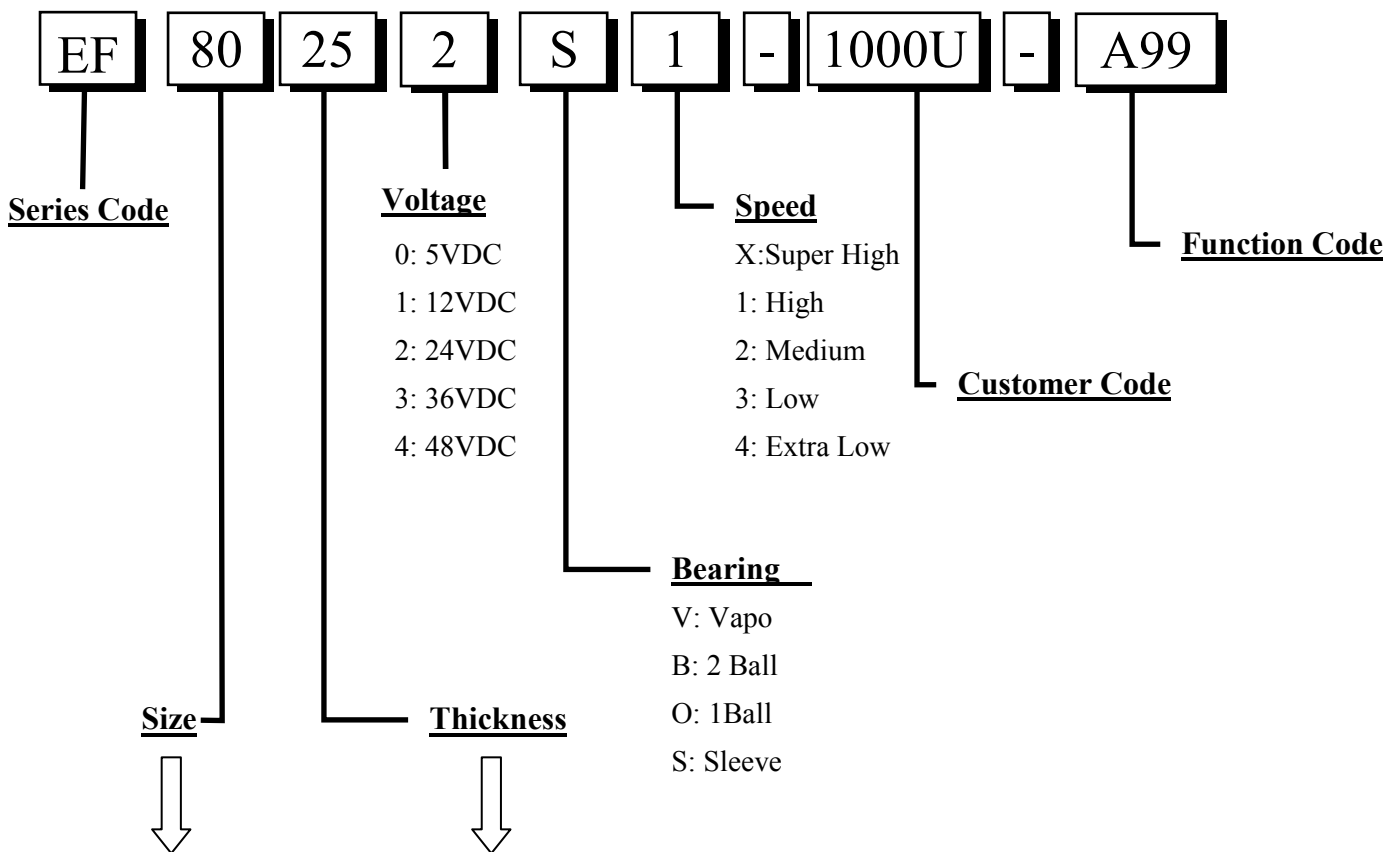 EF 80 25 2 S 1 - 1000U - A99
Series Code
Voltage
0: 5VDC
1: 12VDC
2: 24VDC
3: 36VDC
4: 48VDC
Speed
X:Super High
1: High
2: Medium
3: Low
4: Extra Low
Function Code
Customer Code
Bearing
V: Vapo
B: 2 Ball
O: 1Ball
S: Sleeve
Size
Thickness